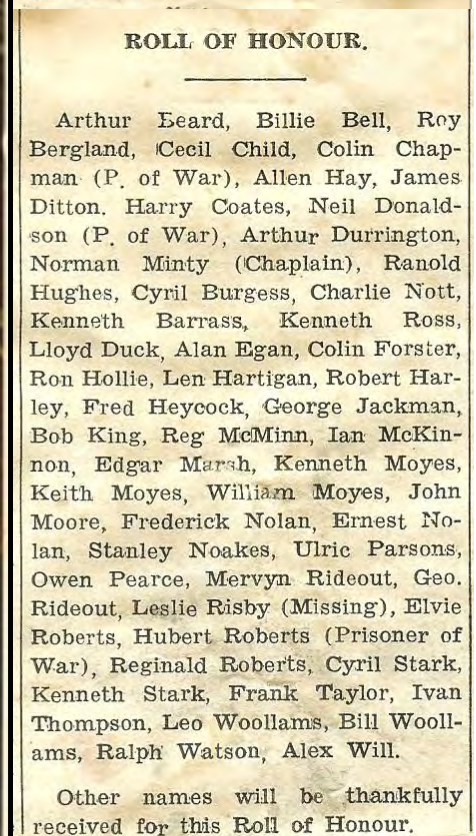 ROLL OF HONOUR.
Arthur Beard, Billie Bell, Roy
Bergland, Cecil Child, Colin Chap-
man (P. of War), Allen Hay, James
Ditton. Harry Coates, Neil Donald-
son (P. of War), Arthur Durrington,
Norman Minty (Chaplain), Ranold
Hughes, Cyril Burgess, Charlie Nott,
Kenneth Barrass, Kenneth Ross,
Lloyd Duck, Alan Egan, Colin Forster,
Ron Hollie, Len Hartigan, Robert Har-
ley, Fred Heycock, George Jackman,
Bob King, Reg McMinn, Ian McKin-
non, Edgar Marsh, Kenneth Moyes,
Keith Moyes, William Moyes, John
Moore, Frederick Nolan, Ernest No-
lan, Stanley Noakes, Ulric Parsons,
Owen Pearce, Mervyn Rideout, Geo.
Rideout, Leslie Risby (Missing), Elvie
Roberts, Hubert Roberts (Prisoner of
War), Reginald Roberts, Cyril Stark,
Kenneth Stark, Frank Taylor, Ivan
Thompson, Leo Woollams, Bill Wooll-
ams, Ralph Watson, Alex Will.
Other names will be thankfully
received for this Roll of Honour.